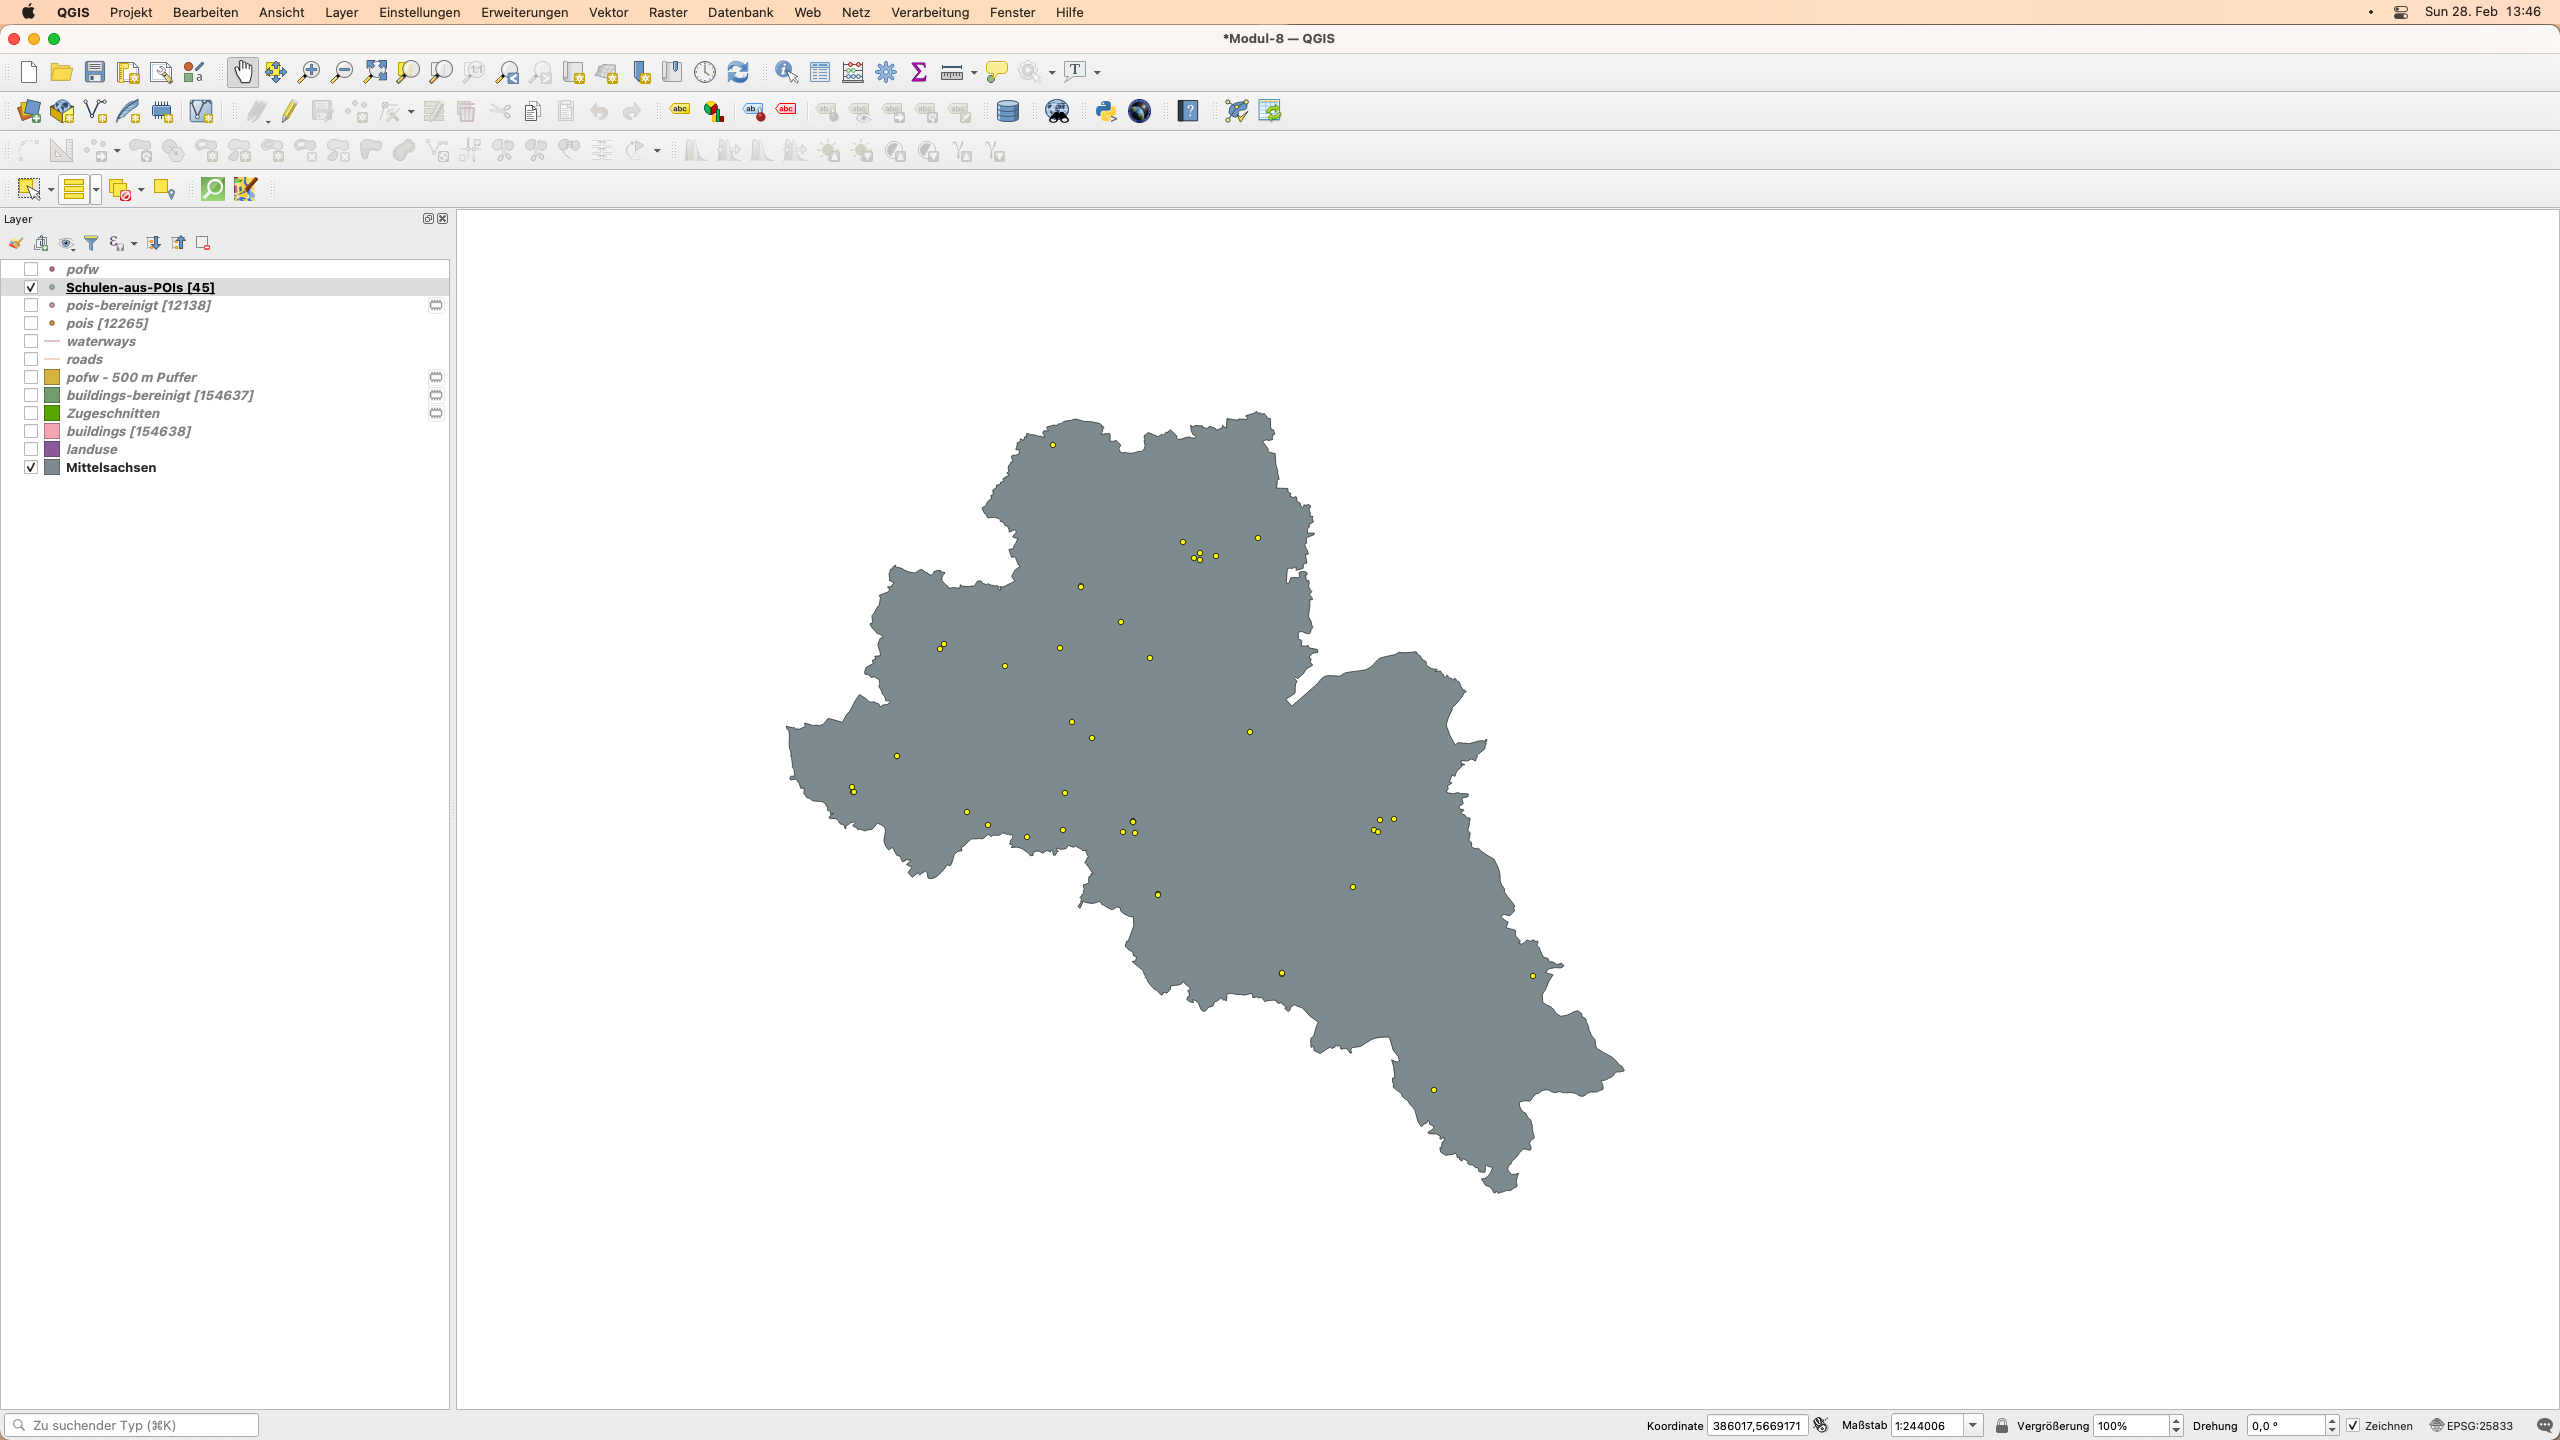 QGIS Projekt Bearbeiten Ansicht Layer Einstellungen Erweiterungen Vektor Raster Datenbank Web Netz Verarbeitung Fenster Hilfe Sun 28. Feb 13:46
*Modul-8 — QGIS
Layer
pofw
Schulen-aus-POIs [45]
pois-bereinigt [12138]
pois [12265]
waterways
roads
pofw - 500 m Puffer
buildings-bereinigt [154637]
Zugeschnitten
buildings [154638]
landuse
Mittelsachsen
Zu suchender Typ (⌘K) Koordinate 386017,5669171 Maßstab 1:244006 Vergrößerung 100% Drehung 0,0 ° Zeichnen EPSG:25833